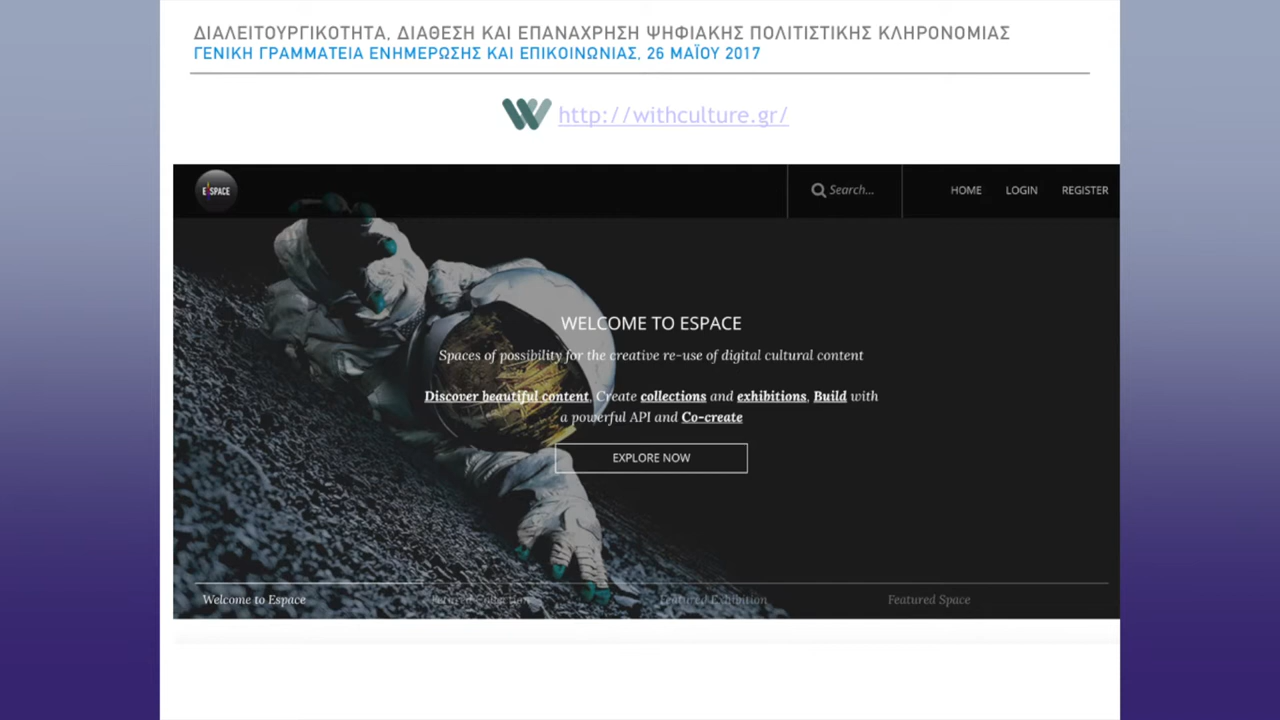 ΔΙΑΛΕΙΤΟΥΡΓΙΚΟΤΗΤΑ, ΔΙΑΘΕΣΗ ΚΑΙ ΕΠΑΝΑΧΡΗΣΗ ΨΗΦΙΑΚΗΣ ΠΟΛΙΤΙΣΤΙΚΗΣ ΚΛΗΡΟΝΟΜΙΑΣ
ΓΕΝΙΚΗ ΓΡΑΜΜΑΤΕΙΑ ΕΝΗΜΕΡΩΣΗΣ ΚΑΙ ΕΠΙΚΟΙΝΩΝΙΑΣ, 26 ΜΑΪΟΥ 2017
http://withculture.gr/
E SPACE Search... HOME LOGIN REGISTER
WELCOME TO ESPACE
Spaces of possibility for the creative re-use of digital cultural content
Discover beautiful content, Create collections and exhibitions, Build with
a powerful API and Co-create
EXPLORE NOW
Welcome to Espace Featured Exhibition Featured Space